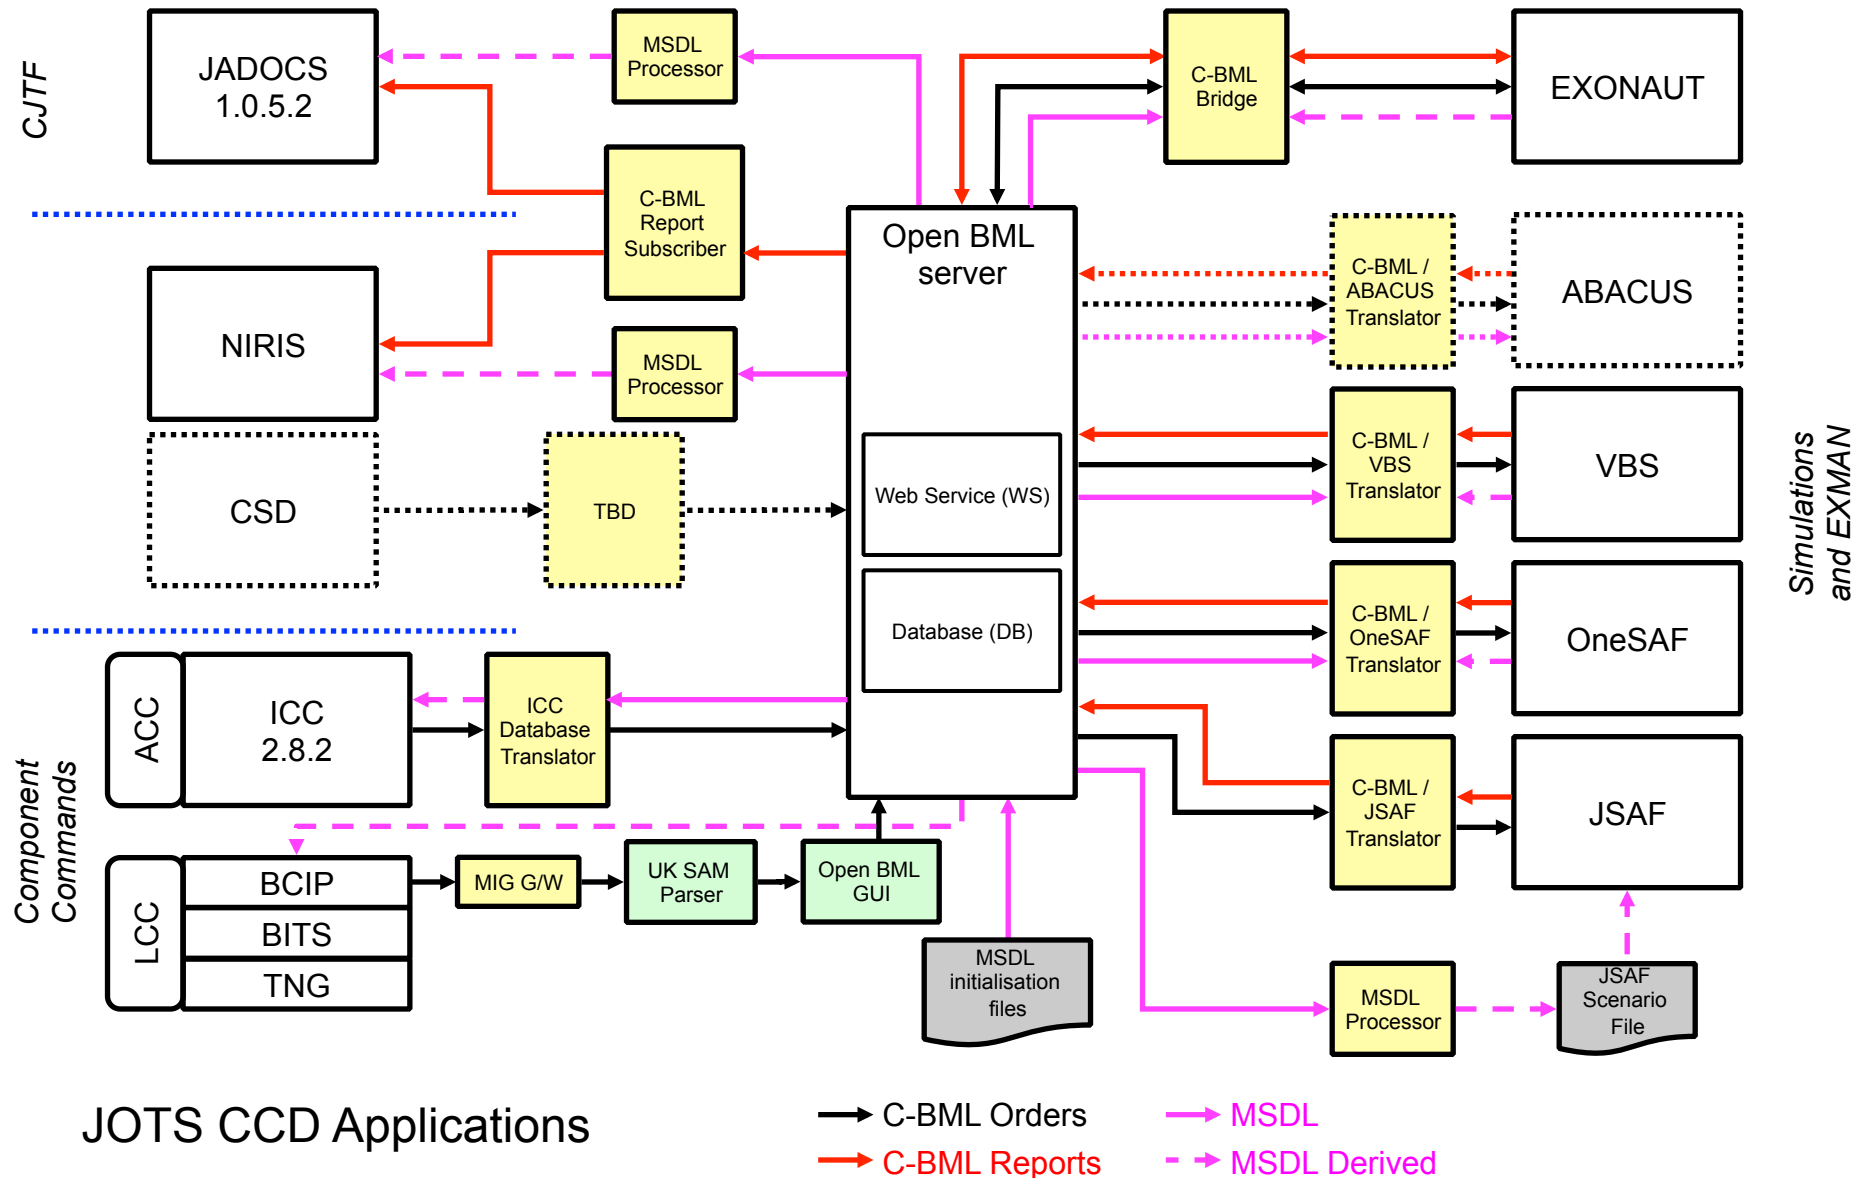 CJTF
JADOCS
1.0.5.2
MSDL
Processor
C-BML
Bridge
EXONAUT
C-BML
Report
Subscriber
Open BML
server
C-BML /
ABACUS
Translator
ABACUS
NIRIS
MSDL
Processor
C-BML /
VBS
Translator
VBS
CSD
TBD
Web Service (WS)
Simulations
and EXMAN
Database (DB)
C-BML /
OneSAF
Translator
OneSAF
Component
Commands
ACC
ICC
2.8.2
ICC
Database
Translator
C-BML /
JSAF
Translator
JSAF
LCC
BCIP
BITS
TNG
MIG G/W
UK SAM
Parser
Open BML
GUI
MSDL
initialisation
files
MSDL
Processor
JSAF
Scenario
File
JOTS CCD Applications
C-BML Orders
MSDL
C-BML Reports
MSDL Derived